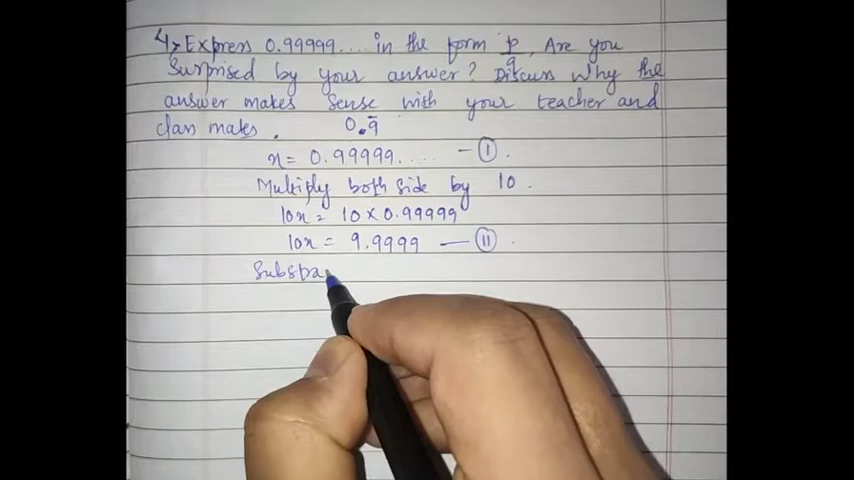 4> Express 0.99999.... in the form p/q, Are you
Surprised by your answer? Discuss why the
answer makes Sense with your teacher and
class mates. 0.9̅
x = 0.99999.... — Ⓘ.
Multiply both side by 10.
10x = 10 × 0.99999
10x = 9.9999 — Ⓘ Ⓘ.
Substra